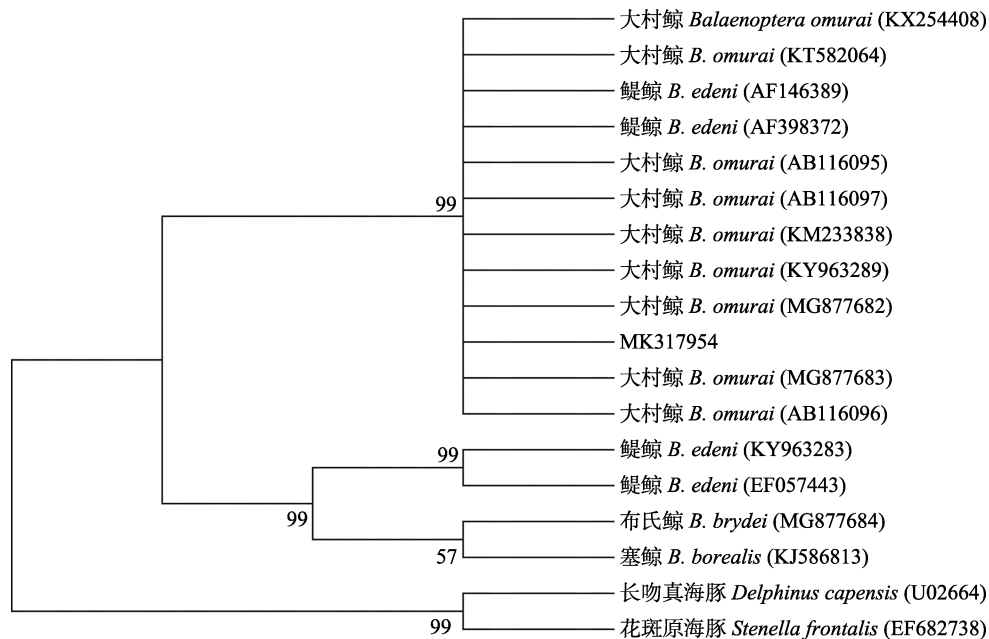 大村鲸 Balaenoptera omurai (KX254408)
大村鲸 B. omurai (KT582064)
鳀鲸 B. edeni (AF146389)
鳀鲸 B. edeni (AF398372)
大村鲸 B. omurai (AB116095)
99
大村鲸 B. omurai (AB116097)
大村鲸 B. omurai (KM233838)
大村鲸 B. omurai (KY963289)
大村鲸 B. omurai (MG877682)
MK317954
大村鲸 B. omurai (MG877683)
大村鲸 B. omurai (AB116096)
99
鳀鲸 B. edeni (KY963283)
鳀鲸 B. edeni (EF057443)
99
布氏鲸 B. brydei (MG877684)
57
塞鲸 B. borealis (KJ586813)
长吻真海豚 Delphinus capensis (U02664)
99
花斑原海豚 Stenella frontalis (EF682738)